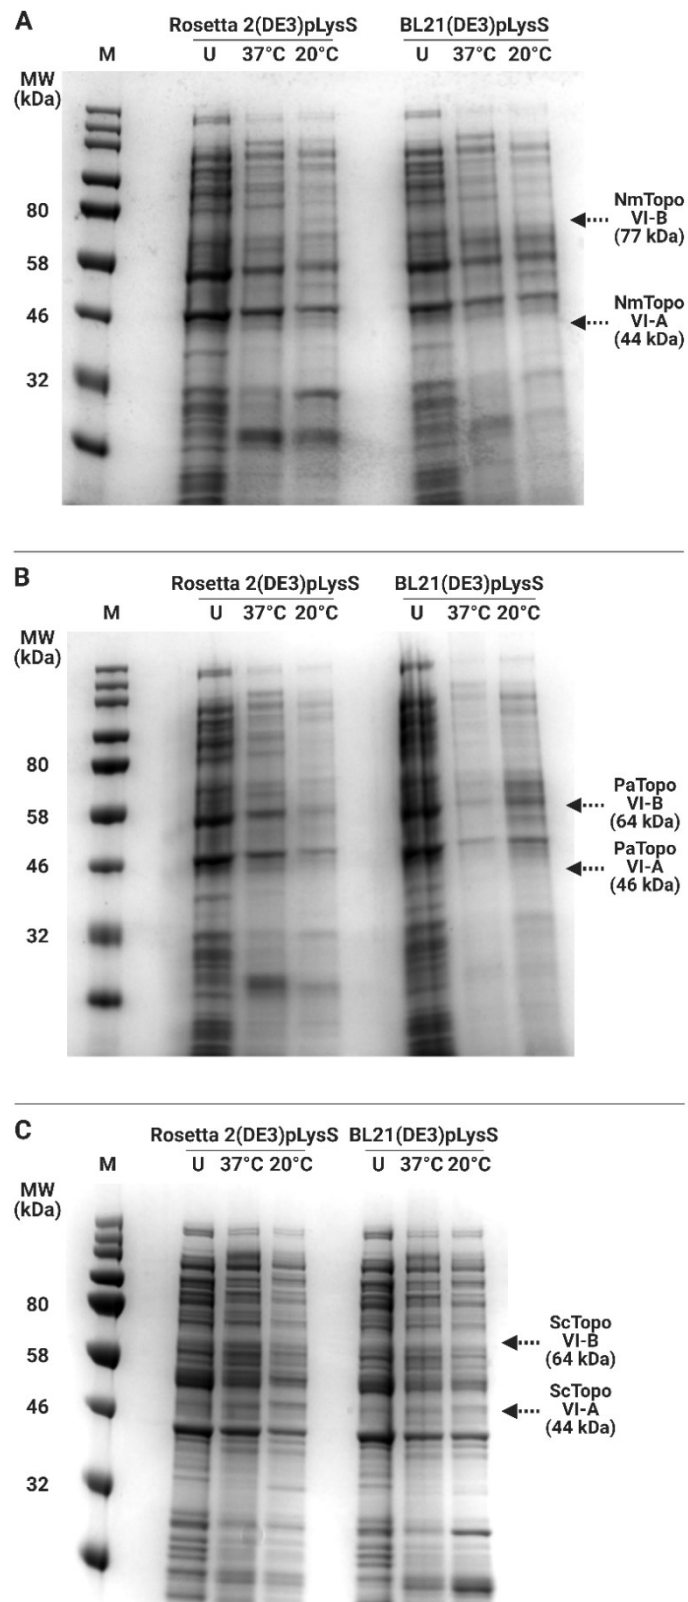 A
Rosetta 2(DE3)pLysS BL21(DE3)pLysS
M U 37°C 20°C U 37°C 20°C
MW
(kDa)
80
58
46
32
NmTopo
VI-B
(77 kDa)
NmTopo
VI-A
(44 kDa)
B
Rosetta 2(DE3)pLysS BL21(DE3)pLysS
M U 37°C 20°C U 37°C 20°C
MW
(kDa)
80
58
46
32
PaTopo
VI-B
(64 kDa)
PaTopo
VI-A
(46 kDa)
C
Rosetta 2(DE3)pLysS BL21(DE3)pLysS
M U 37°C 20°C U 37°C 20°C
MW
(kDa)
80
58
46
32
ScTopo
VI-B
(64 kDa)
ScTopo
VI-A
(44 kDa)